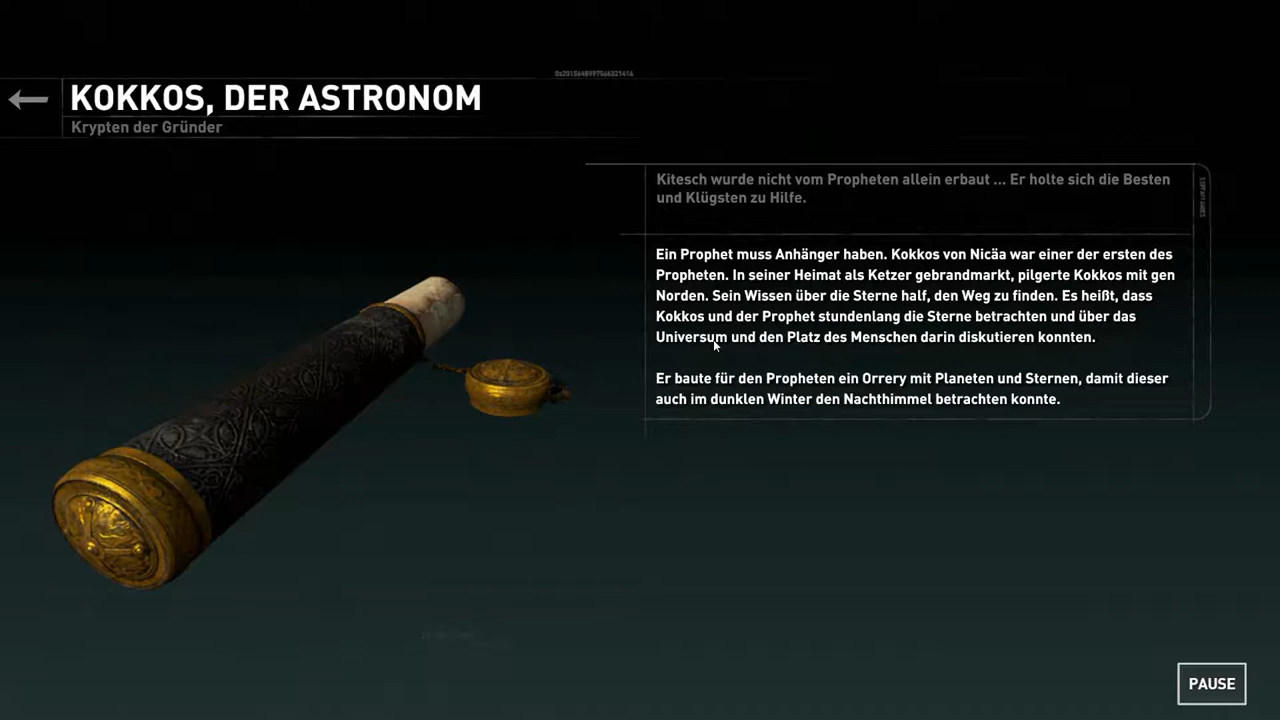 KOKKOS, DER ASTRONOM
Krypten der Gründer
Kitesch wurde nicht vom Propheten allein erbaut ... Er holte sich die Besten
und Klügsten zu Hilfe.
Ein Prophet muss Anhänger haben. Kokkos von Nicäa war einer der ersten des
Propheten. In seiner Heimat als Ketzer gebrandmarkt, pilgerte Kokkos mit gen
Norden. Sein Wissen über die Sterne half, den Weg zu finden. Es heißt, dass
Kokkos und der Prophet stundenlang die Sterne betrachten und über das
Universum und den Platz des Menschen darin diskutieren konnten.
Er baute für den Propheten ein Orrery mit Planeten und Sternen, damit dieser
auch im dunklen Winter den Nachthimmel betrachten konnte.
PAUSE